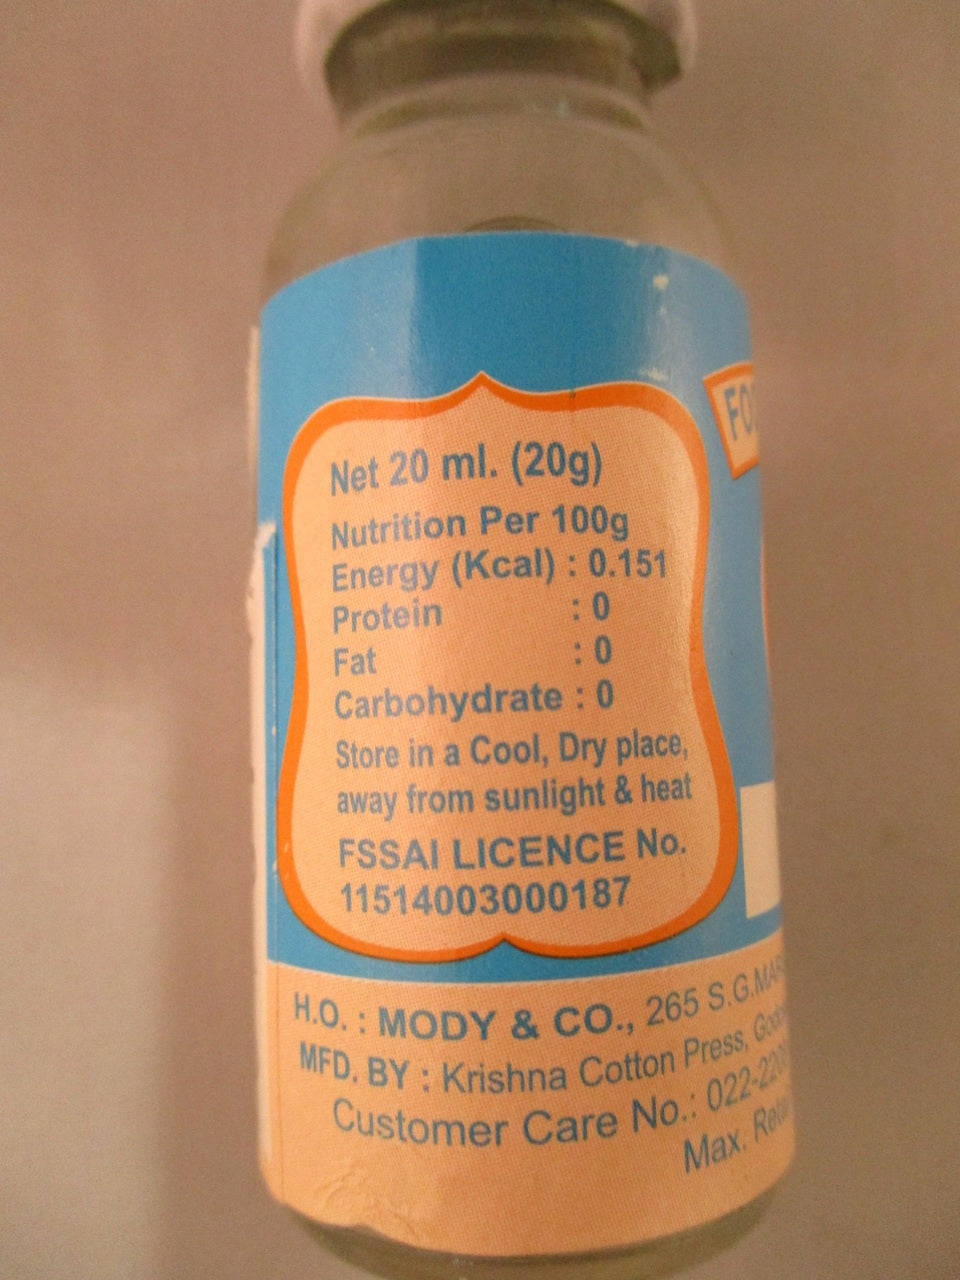 Net 20 ml. (20g)
Nutrition Per 100g
Energy (Kcal) : 0.151
Protein : 0
Fat : 0
Carbohydrate : 0
Store in a Cool, Dry place,
away from sunlight & heat
FSSAI LICENCE No.
11514003000187
H.O. : MODY & CO., 265 S.G.
MFD. BY : Krishna Cotton Press,
Customer Care No.:
Max.